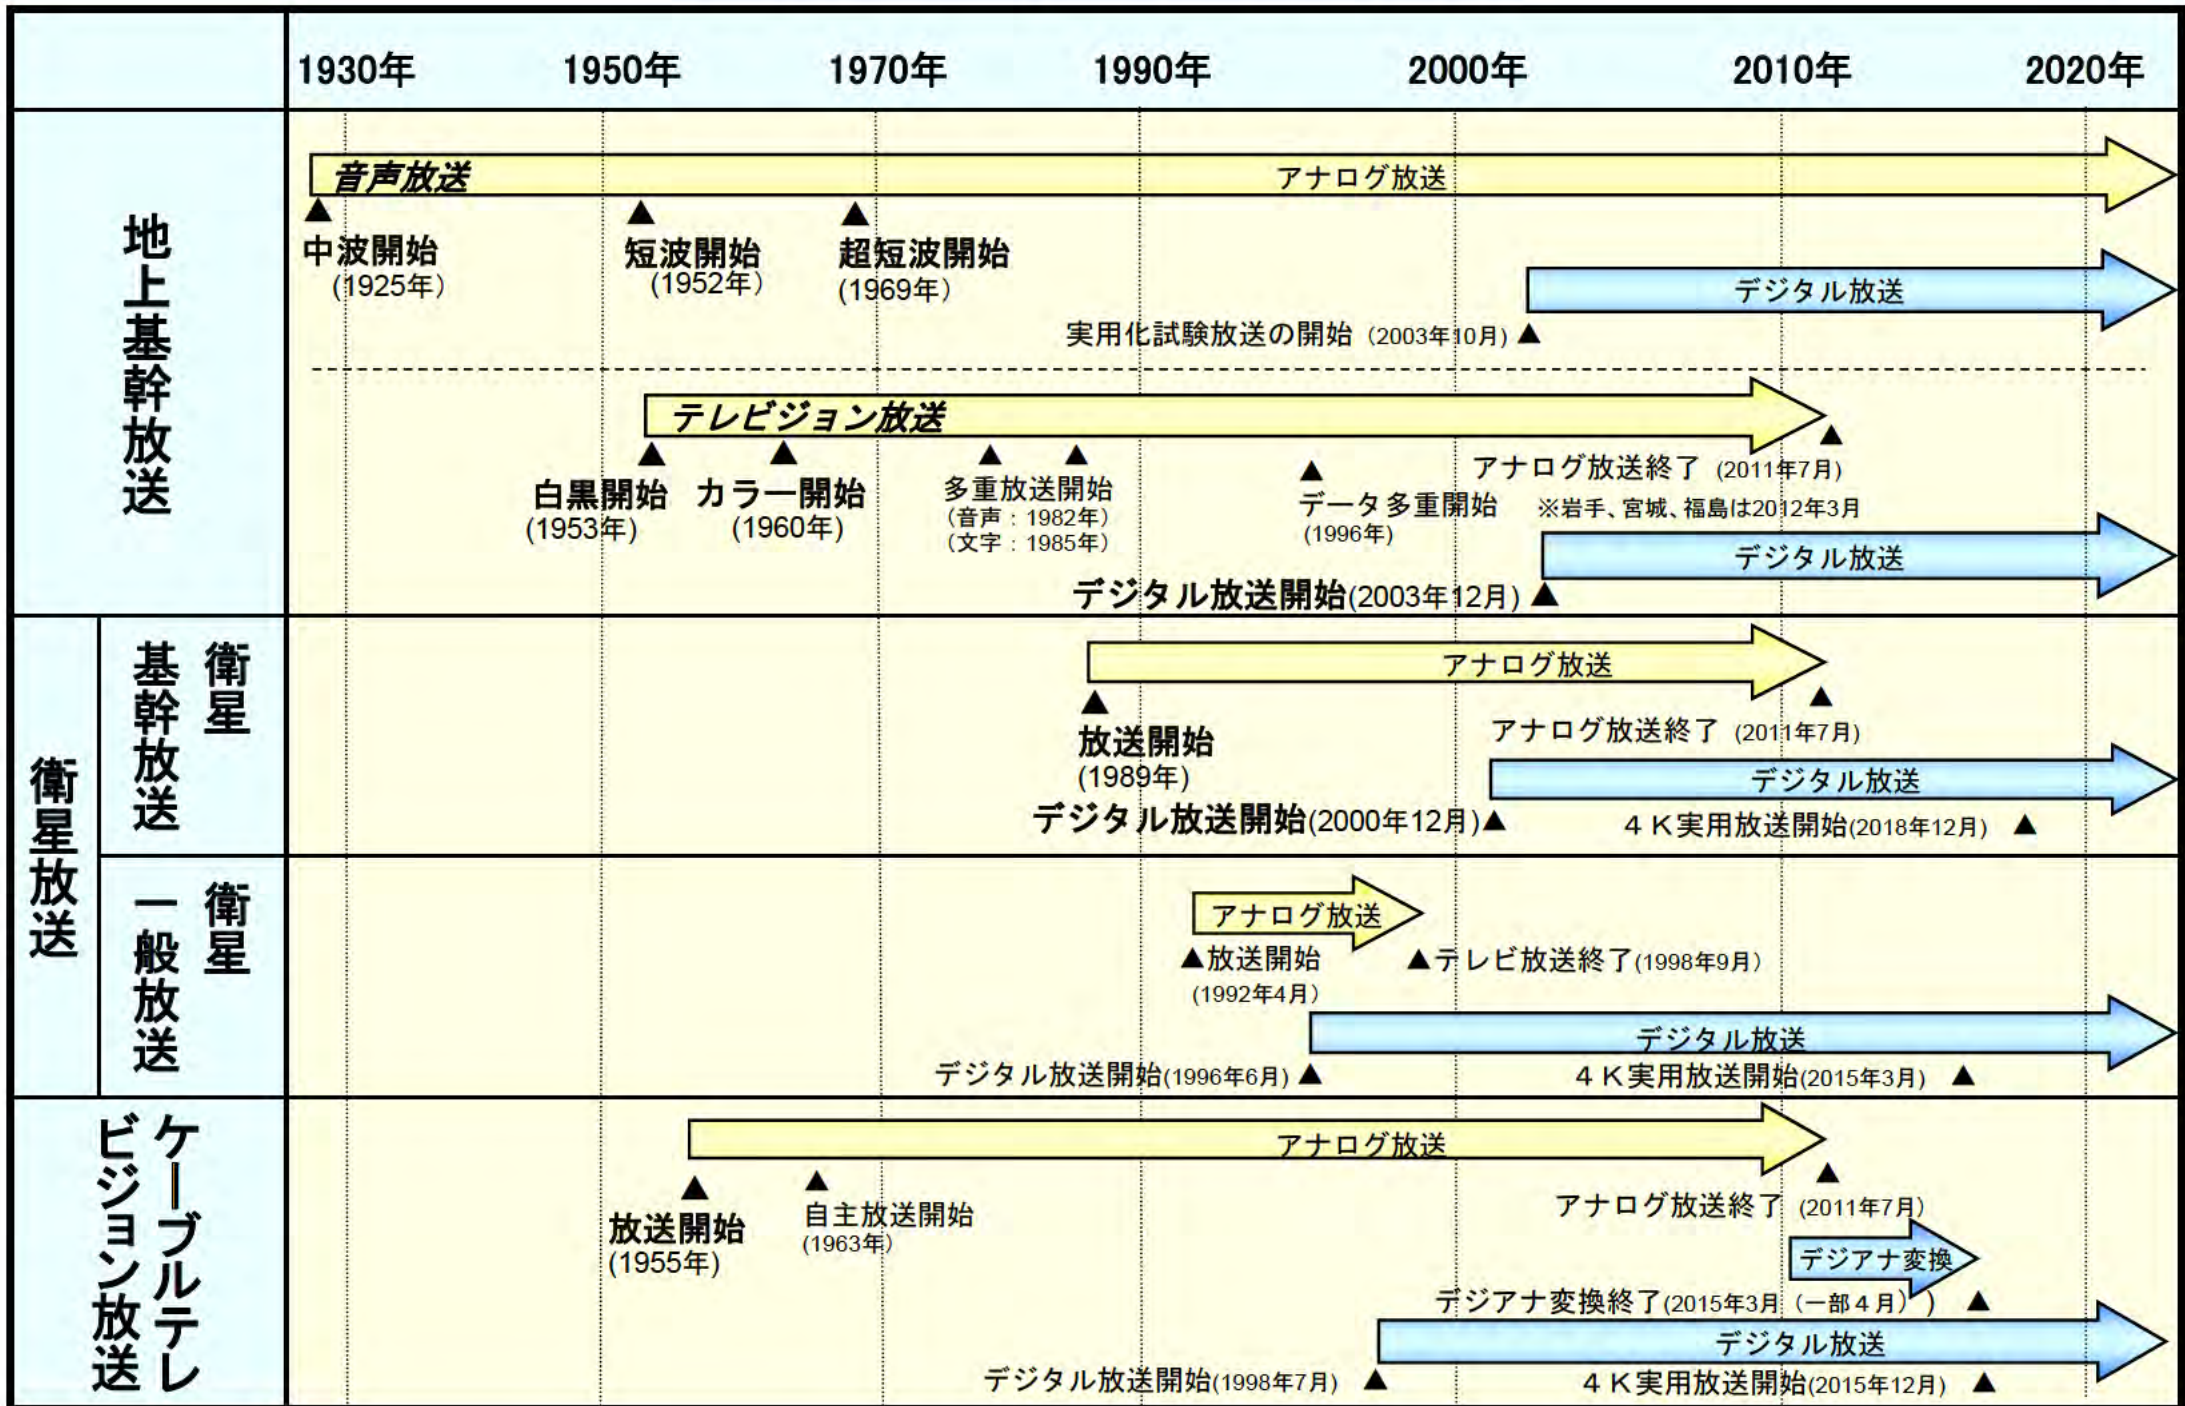 1930年 1950年 1970年 1990年 2000年 2010年 2020年
地上基幹放送
音声放送
アナログ放送
▲ ▲ ▲
中波開始 短波開始 超短波開始
(1925年) (1952年) (1969年)
デジタル放送
実用化試験放送の開始 (2003年10月) ▲
テレビジョン放送
▲ ▲ ▲ ▲ ▲ ▲
白黒開始 カラー開始 多重放送開始 データ多重開始 アナログ放送終了 (2011年7月)
(1953年) (1960年) (音声:1982年) (1996年) ※岩手、宮城、福島は2012年3月
(文字:1985年)
デジタル放送
デジタル放送開始(2003年12月) ▲
衛星放送
衛星
基幹放送
アナログ放送
▲ ▲
放送開始 アナログ放送終了 (2011年7月)
(1989年)
デジタル放送
デジタル放送開始(2000年12月)▲ 4K実用放送開始(2018年12月) ▲
衛星
一般放送
アナログ放送
▲放送開始 ▲テレビ放送終了(1998年9月)
(1992年4月)
デジタル放送
デジタル放送開始(1996年6月) ▲ 4K実用放送開始(2015年3月) ▲
ケーブルテレ
ビジョン放送
アナログ放送
▲ ▲ ▲
放送開始 自主放送開始 アナログ放送終了 (2011年7月)
(1955年) (1963年)
デジアナ変換
デジアナ変換終了(2015年3月(一部4月)) ▲
デジタル放送
デジタル放送開始(1998年7月) ▲ 4K実用放送開始(2015年12月) ▲